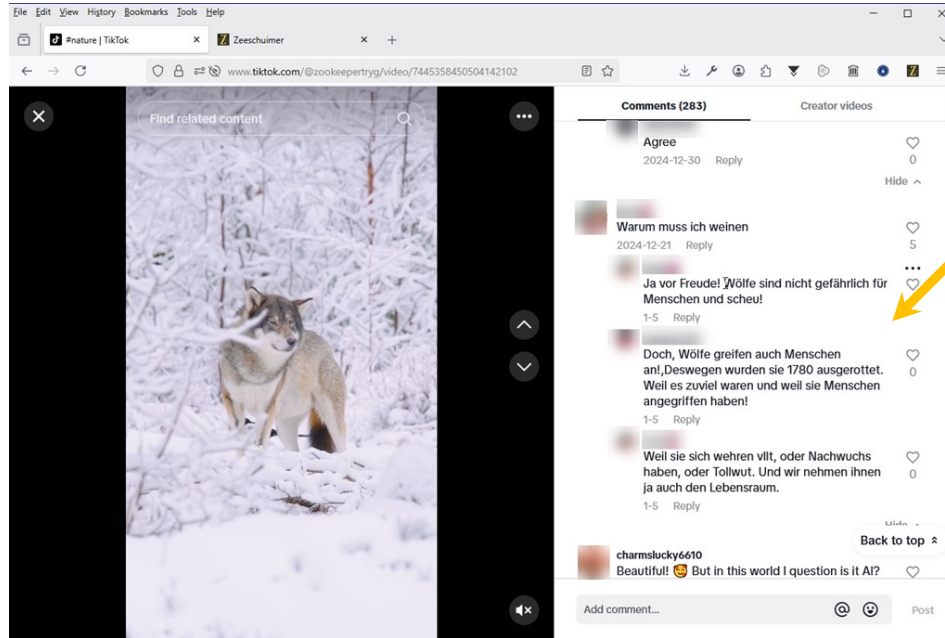 File Edit View History Bookmarks Tools Help
#nature | TikTok
Zeeschuimer
www.tiktok.com/@zookeepertryg/video/7445358450504142102
Find related content
Comments (283)
Creator videos
Agree
2024-12-30 Reply
0
Hide
Warum muss ich weinen
2024-12-21 Reply
5
Ja vor Freude! Wölfe sind nicht gefährlich für
Menschen und scheu!
1-5 Reply
Doch, Wölfe greifen auch Menschen
an!,Deswegen wurden sie 1780 ausgerottet.
Weil es zuviel waren und weil sie Menschen
angegriffen haben!
0
1-5 Reply
Weil sie sich wehren vllt, oder Nachwuchs
haben, oder Tollwut. Und wir nehmen ihnen
ja auch den Lebensraum.
0
1-5 Reply
Hide
Back to top
charmslucky6610
Beautiful! 🥰 But in this world I question is it AI?
Add comment...
Post